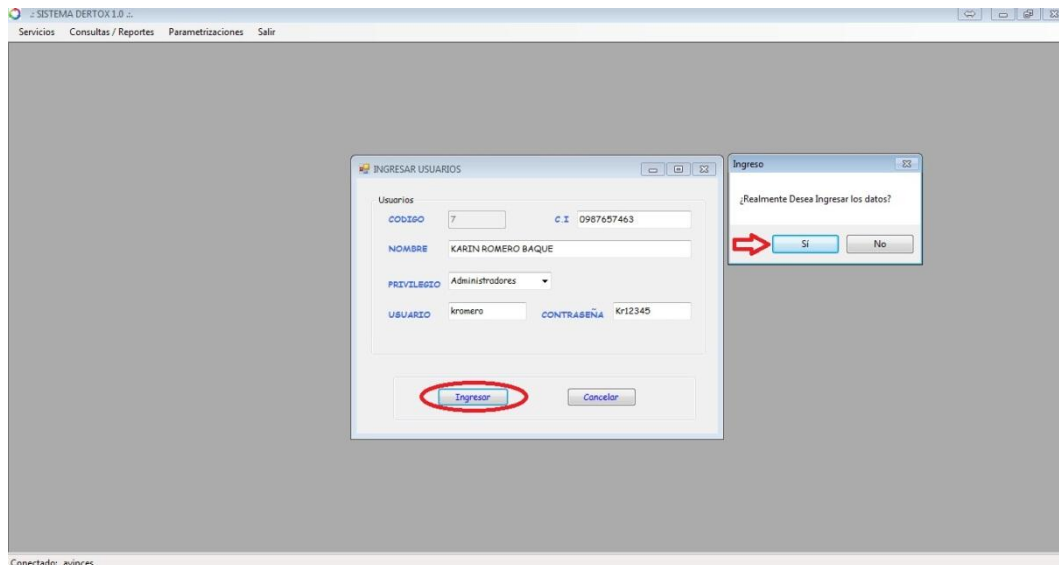 .: SISTEMA DERTOX 1.0 :.
Servicios Consultas / Reportes Parametrizaciones Salir
INGRESAR USUARIOS
Usuarios
CODIGO 7 C.I 0987657463
NOMBRE KARIN ROMERO BAQUE
PRIVILEGIO Administradores
USUARIO kromero CONTRASEÑA Kr12345
Ingresar Cancelar
Ingreso
¿Realmente Desea Ingresar los datos?
Sí No
Conectado: avinces